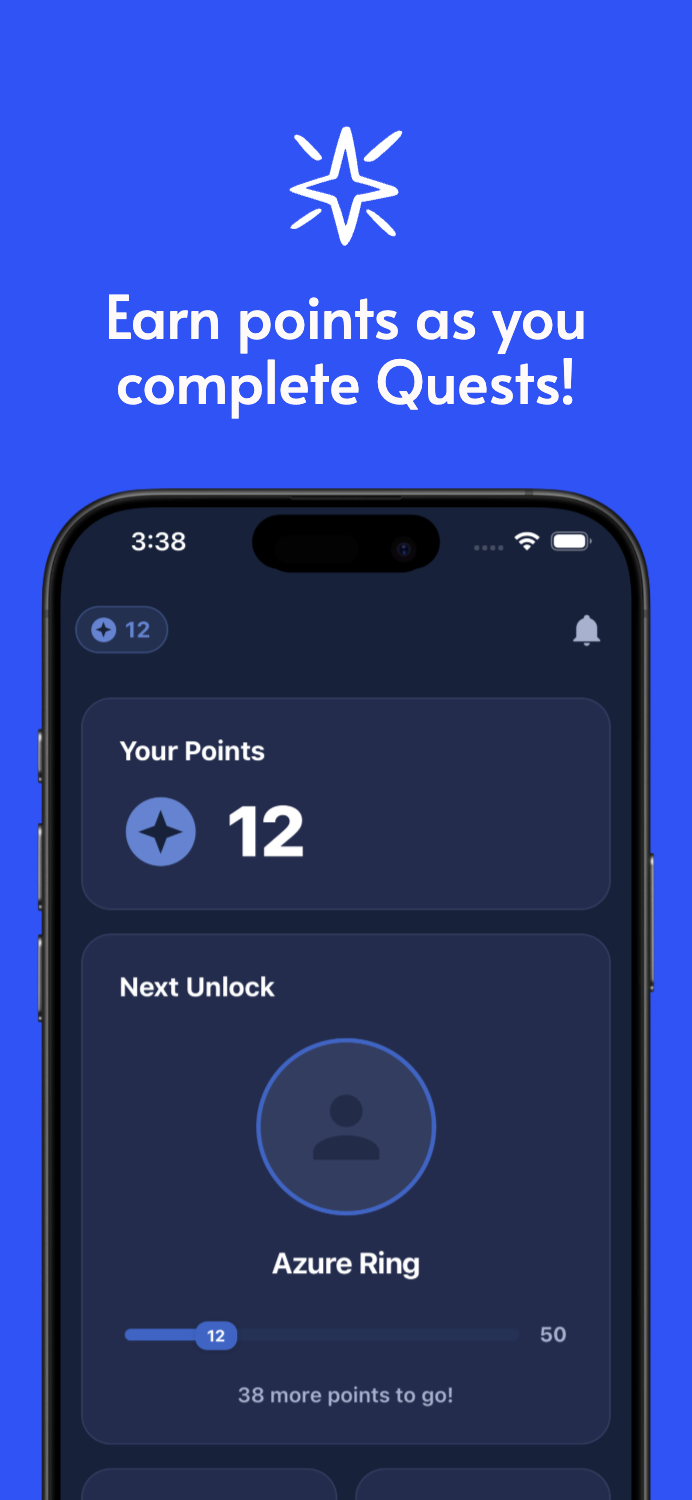 Earn points as you
complete Quests!
3:38
12
Your Points
12
Next Unlock
Azure Ring
12 50
38 more points to go!